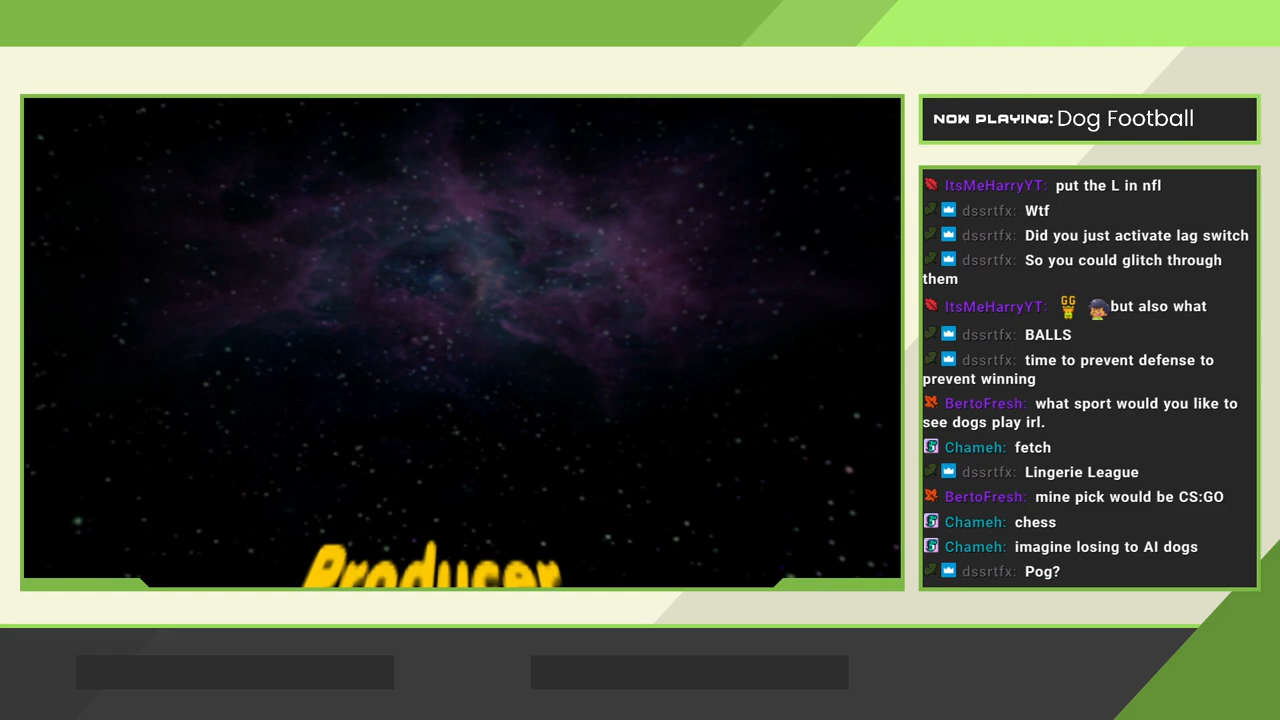 NOW PLAYING: Dog Football
ItsMeHarryYT: put the L in nfl
dssrtfx: Wtf
dssrtfx: Did you just activate lag switch
dssrtfx: So you could glitch through
them
ItsMeHarryYT: GG but also what
dssrtfx: BALLS
dssrtfx: time to prevent defense to
prevent winning
BertoFresh: what sport would you like to
see dogs play irl.
Chameh: fetch
dssrtfx: Lingerie League
BertoFresh: mine pick would be CS:GO
Chameh: chess
Chameh: imagine losing to AI dogs
dssrtfx: Pog?
Producer